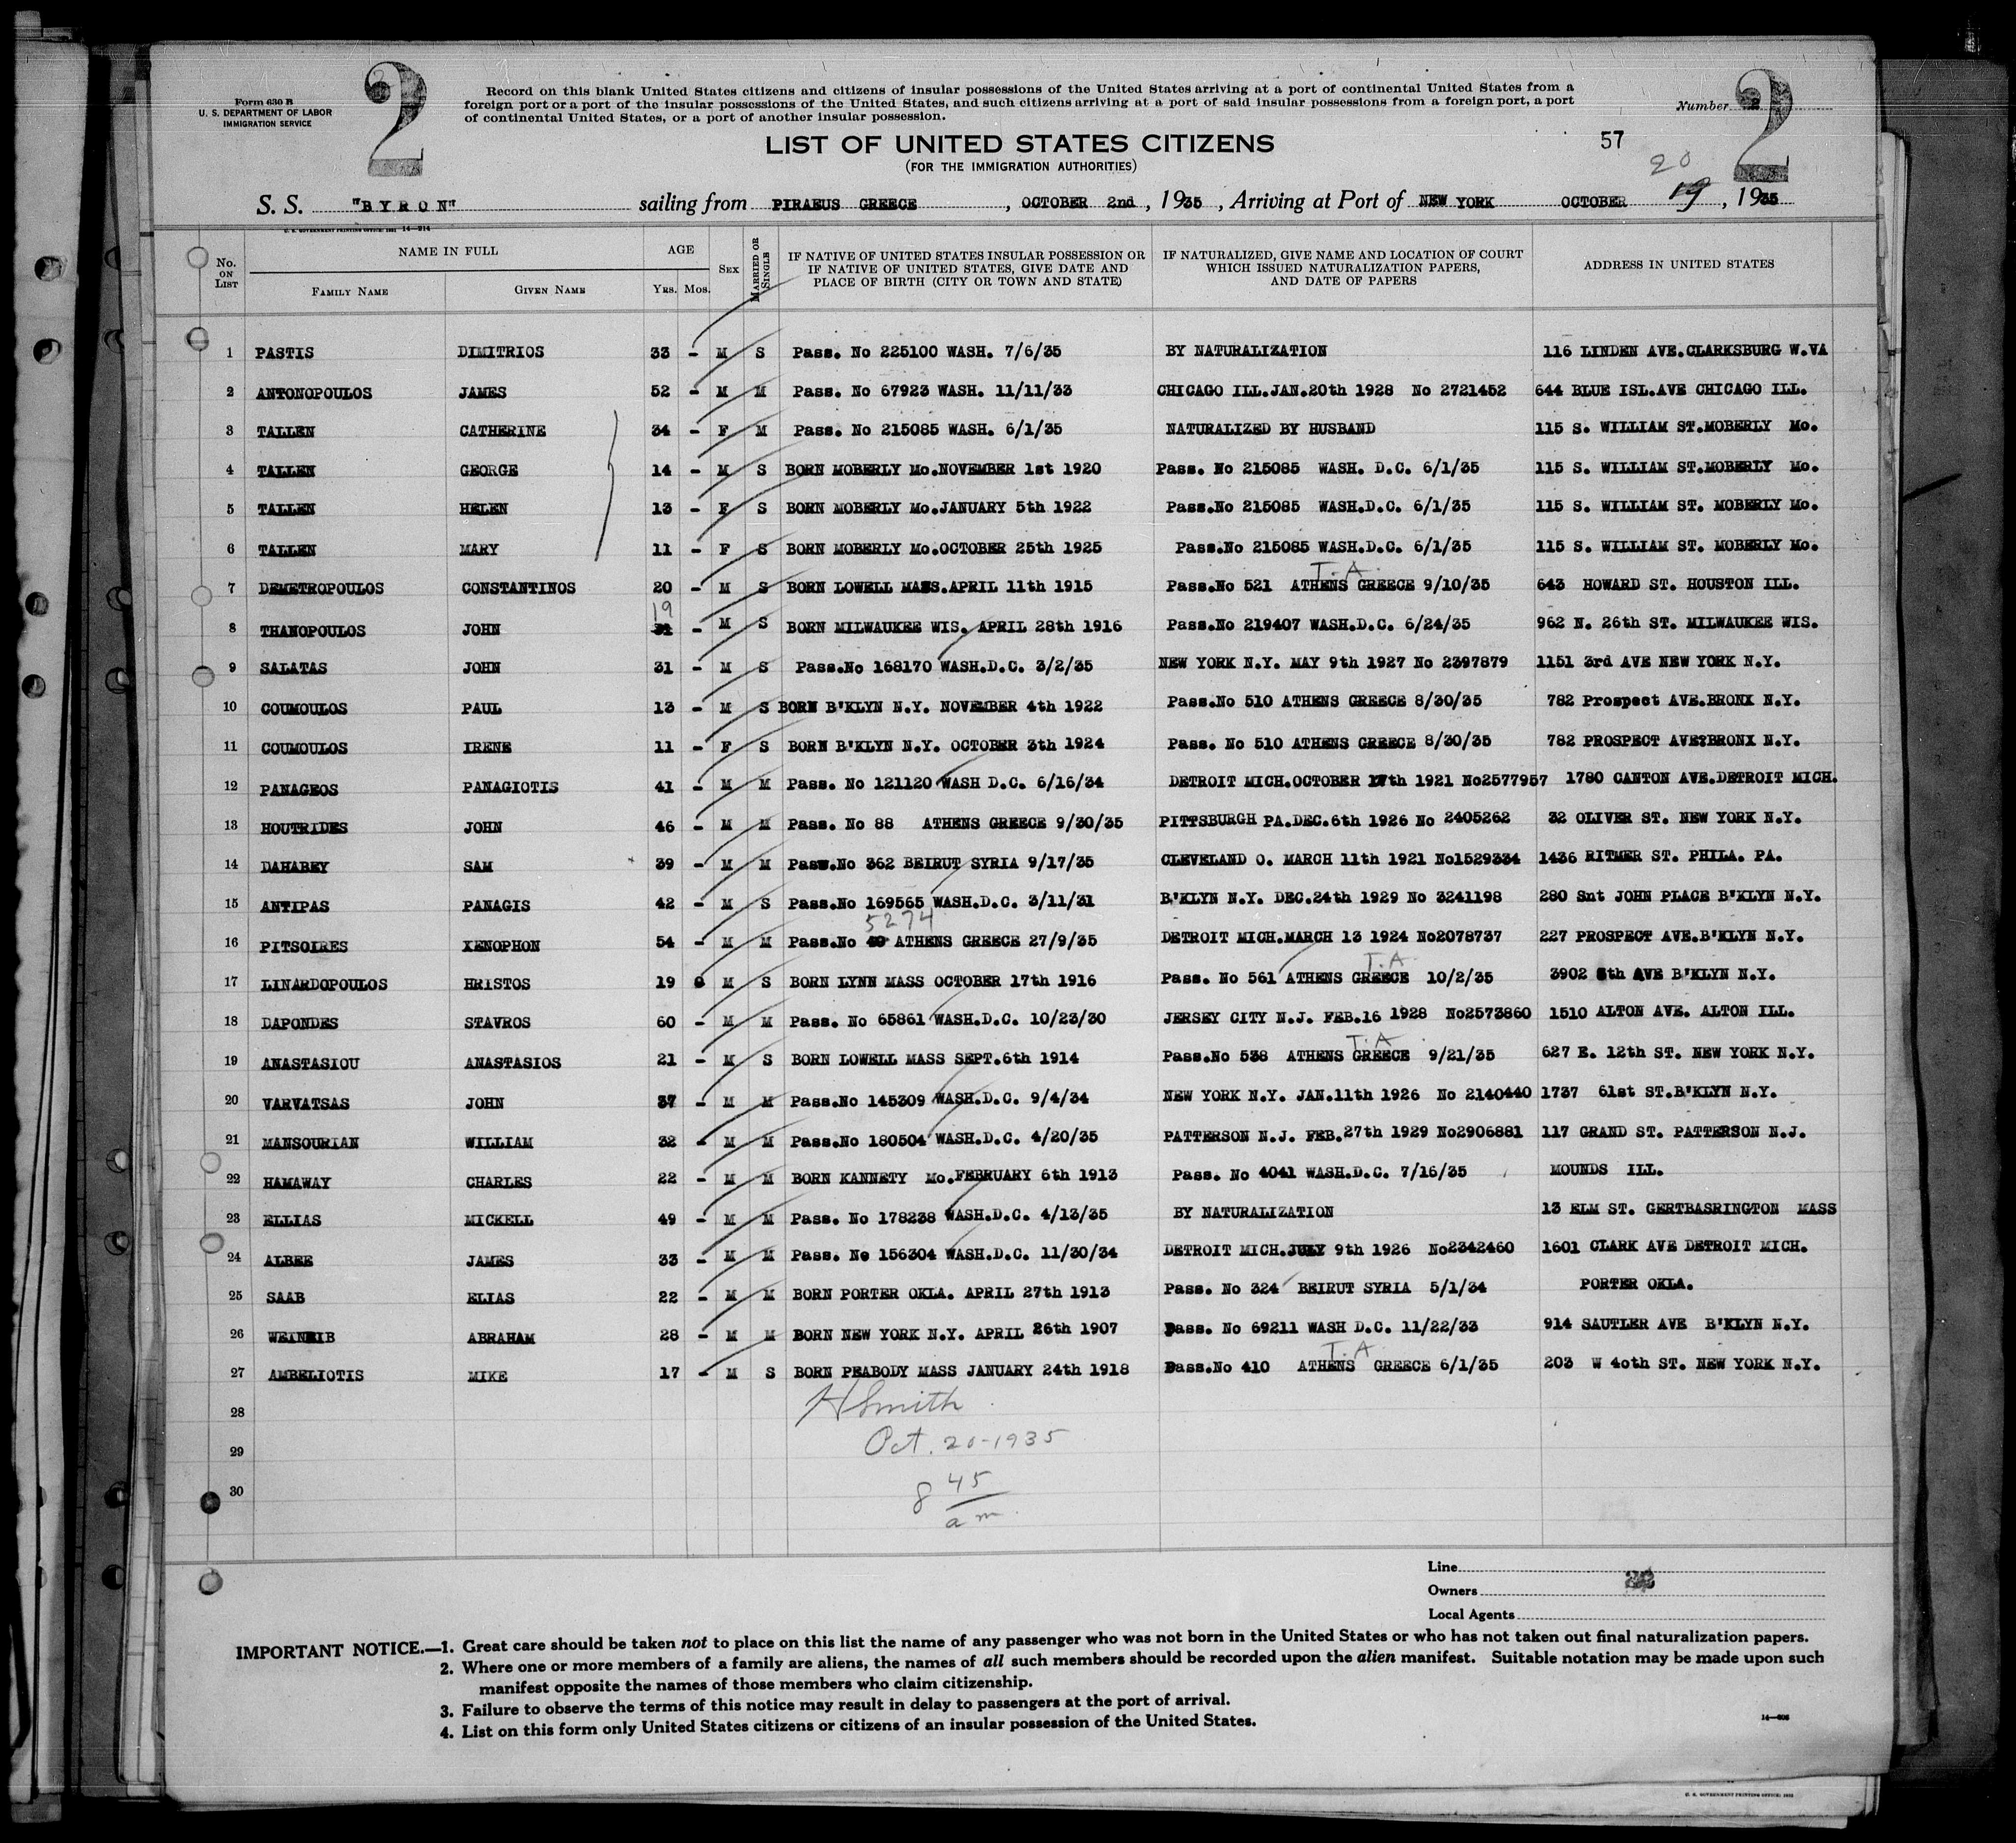 2
2
Form 630 B
U. S. DEPARTMENT OF LABOR
IMMIGRATION SERVICE
Record on this blank United States citizens and citizens of insular possessions of the United States arriving at a port of continental United States from a
foreign port or a port of the insular possessions of the United States, and such citizens arriving at a port of said insular possessions from a foreign port, a port
of continental United States, or a port of another insular possession.
Number 2
LIST OF UNITED STATES CITIZENS
(FOR THE IMMIGRATION AUTHORITIES)
57
20
S. S. "BYRON" sailing from PIRAEUS GREECE, OCTOBER 2nd, 1935, Arriving at Port of NEW YORK OCTOBER 19, 1935
U. S. GOVERNMENT PRINTING OFFICE: 1931 14-214
No. ON LIST NAME IN FULL AGE SEX MARRIED OR SINGLE IF NATIVE OF UNITED STATES INSULAR POSSESSION OR IF NATIVE OF UNITED STATES, GIVE DATE AND PLACE OF BIRTH (CITY OR TOWN AND STATE) IF NATURALIZED, GIVE NAME AND LOCATION OF COURT WHICH ISSUED NATURALIZATION PAPERS, AND DATE OF PAPERS ADDRESS IN UNITED STATES
FAMILY NAME GIVEN NAME YRS. MOS.
1 PASTIS DIMITRIOS 33 - M S Pass. No 225100 WASH. 7/6/35 BY NATURALIZATION 116 LINDEN AVE.CLARKSBURG W.VA
2 ANTONOPOULOS JAMES 52 - M M Pass. No 67923 WASH. 11/11/33 CHICAGO ILL.JAN.20th 1928 No 2721452 644 BLUE ISL.AVE CHICAGO ILL.
3 TALLEN CATHERINE 34 - F M Pass. No 215085 WASH. 6/1/35 NATURALIZED BY HUSBAND 115 S. WILLIAM ST.MOBERLY Mo.
4 TALLEN GEORGE 14 - M S BORN MOBERLY Mo.NOVEMBER 1st 1920 Pass. No 215085 WASH. D.C. 6/1/35 115 S. WILLIAM ST.MOBERLY Mo.
5 TALLEN HELEN 13 - F S BORN MOBERLY Mo.JANUARY 5th 1922 Pass.No 215085 WASH.D.C. 6/1/35 115 S. WILLIAM ST. MOBERLY Mo.
6 TALLEN MARY 11 - F S BORN MOBERLY Mo.OCTOBER 25th 1925 Pass.No 215085 WASH.D.C. 6/1/35 115 S. WILLIAM ST. MOBERLY Mo.
T.A.
7 DEMETROPOULOS CONSTANTINOS 20 - M S BORN LOWELL MASS.APRIL 11th 1915 Pass.No 521 ATHENS GREECE 9/10/35 643 HOWARD ST. HOUSTON ILL.
19
8 THANOPOULOS JOHN - M S BORN MILWAUKEE WIS. APRIL 28th 1916 Pass.No 219407 WASH.D.C. 6/24/35 962 N. 26th ST. MILWAUKEE WIS.
9 SALATAS JOHN 31 - M S Pass.No 168170 WASH.D.C. 3/2/35 NEW YORK N.Y. MAY 9th 1927 No 2397879 1151 3rd AVE NEW YORK N.Y.
10 COUMOULOS PAUL 13 - M S BORN B'KLYN N.Y. NOVEMBER 4th 1922 Pass.No 510 ATHENS GREECE 8/30/35 782 Prospect AVE.BRONX N.Y.
11 COUMOULOS IRENE 11 - F S BORN B'KLYN N.Y. OCTOBER 3th 1924 Pass. No 510 ATHENS GREECE 8/30/35 782 PROSPECT AVE?BRONX N.Y.
12 PANAGEOS PANAGIOTIS 41 - M M Pass. No 121120 WASH D.C. 6/16/34 DETROIT MICH.OCTOBER 17th 1921 No2577957 1780 CANTON AVE.DETROIT MICH.
13 HOUTRIDES JOHN 46 - M M Pass. No 88 ATHENS GREECE 9/30/35 PITTSBURGH PA.DEC.6th 1926 No 2405262 32 OLIVER ST. NEW YORK N.Y.
14 DAHABEY SAM 39 - M M Pass.No 362 BEIRUT SYRIA 9/17/35 CLEVELAND O. MARCH 11th 1921 No1529334 1436 RITMER ST. PHILA. PA.
15 ANTIPAS PANAGIS 42 - M S Pass.No 169565 WASH.D.C. 3/11/31 B'KLYN N.Y. DEC.24th 1929 No 3241198 280 Snt JOHN PLACE B'KLYN N.Y.
5274
16 PITSOIRES XENOPHON 54 - M M Pass.No ATHENS GREECE 27/9/35 DETROIT MICH.MARCH 13 1924 No2078737 227 PROSPECT AVE.B'KLYN N.Y.
T.A
17 LINARDOPOULOS HRISTOS 19 M S BORN LYNN MASS OCTOBER 17th 1916 Pass. No 561 ATHENS GREECE 10/2/35 3902 8th AVE B'KLYN N.Y.
18 DAPONDES STAVROS 60 - M M Pass. No 65861 WASH.D.C. 10/23/30 JERSEY CITY N.J. FEB.16 1928 No2573860 1510 ALTON AVE. ALTON ILL.
T.A
19 ANASTASIOU ANASTASIOS 21 - M S BORN LOWELL MASS SEPT.6th 1914 Pass.No 538 ATHENS GREECE 9/21/35 627 E. 12th ST. NEW YORK N.Y.
20 VARVATSAS JOHN 37 - M M Pass.No 145309 WASH.D.C. 9/4/34 NEW YORK N.Y. JAN.11th 1926 No 2140440 1737 61st ST.B'KLYN N.Y.
21 MANSOURIAN WILLIAM 32 - M M Pass.No 180504 WASH.D.C. 4/20/35 PATTERSON N.J. FEB.27th 1929 No2906881 117 GRAND ST. PATTERSON N.J.
22 HAMAWAY CHARLES 22 - M M BORN KANNETY Mo.FEBRUARY 6th 1913 Pass. No 4041 WASH.D.C. 7/16/35 MOUNDS ILL.
23 ELLIAS MICKELL 49 - M M Pass. No 178238 WASH.D.C. 4/13/35 BY NATURALIZATION 13 ELM ST. GERTBASRINGTON MASS
24 ALBEE JAMES 33 - M M Pass. No 156304 WASH.D.C. 11/30/34 DETROIT MICH.JULY 9th 1926 No2342460 1601 CLARK AVE DETROIT MICH.
25 SAAB ELIAS 22 - M M BORN PORTER OKLA. APRIL 27th 1913 Pass. No 324 BEIRUT SYRIA 5/1/34 PORTER OKLA.
26 WEINRIB ABRAHAM 28 - M M BORN NEW YORK N.Y. APRIL 26th 1907 Pass. No 69211 WASH D.C. 11/22/33 914 SAUTLER AVE B'KLYN N.Y.
T.A
27 AMBELIOTIS MIKE 17 - M S BORN PEABODY MASS JANUARY 24th 1918 Pass.No 410 ATHENS GREECE 6/1/35 203 W 4oth ST. NEW YORK N.Y.
28 HSmith
29 Oct. 20-1935
30 8 45 am
Line
Owners
Local Agents
IMPORTANT NOTICE.—1. Great care should be taken not to place on this list the name of any passenger who was not born in the United States or who has not taken out final naturalization papers.
2. Where one or more members of a family are aliens, the names of all such members should be recorded upon the alien manifest. Suitable notation may be made upon such
manifest opposite the names of those members who claim citizenship.
3. Failure to observe the terms of this notice may result in delay to passengers at the port of arrival.
4. List on this form only United States citizens or citizens of an insular possession of the United States.